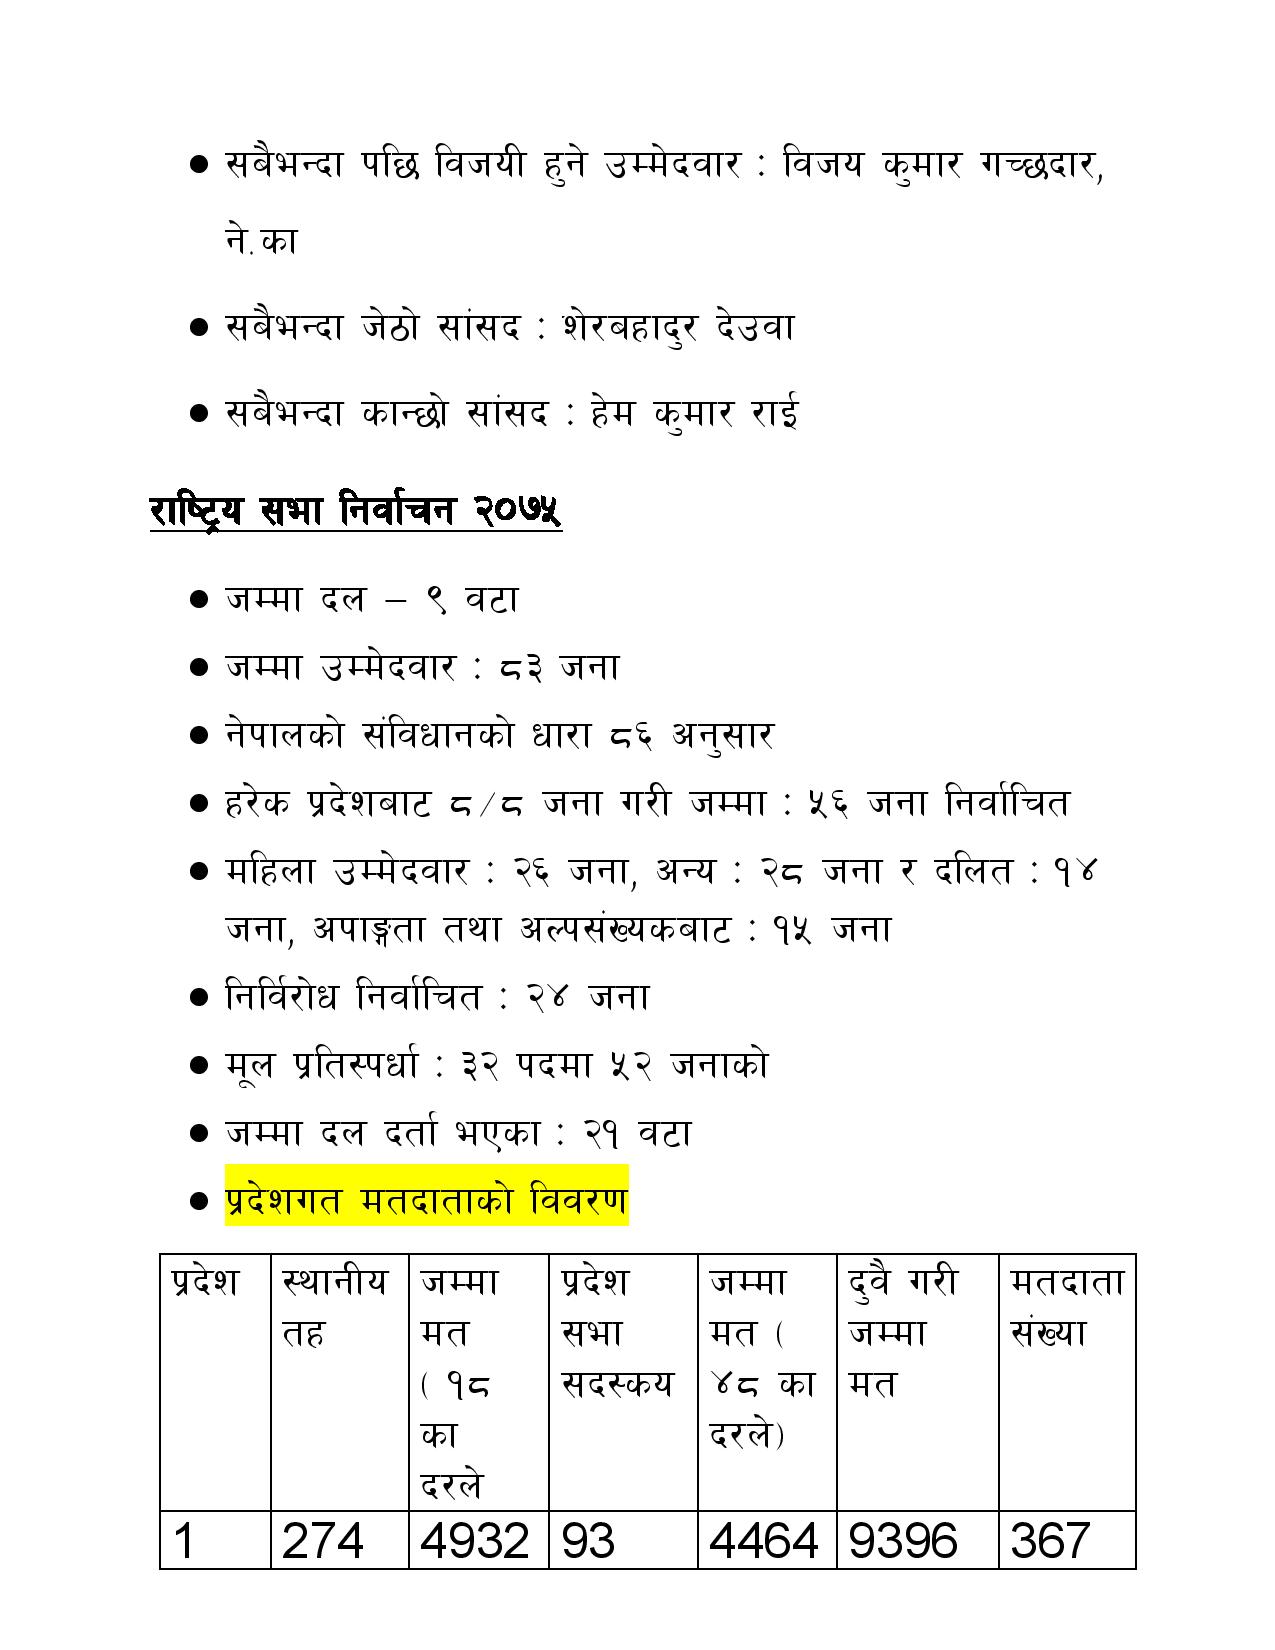 ● सबैभन्दा पछि विजयी हुने उम्मेदवार : विजय कुमार गच्छदार,
ने.का
● सबैभन्दा जेठो सांसद : शेरबहादुर देउवा
● सबैभन्दा कान्छो सांसद : हेम कुमार राई
राष्ट्रिय सभा निर्वाचन २०७५
● जम्मा दल – ९ वटा
● जम्मा उम्मेदवार : ८३ जना
● नेपालको संविधानको धारा ८६ अनुसार
● हरेक प्रदेशबाट ८/८ जना गरी जम्मा : ५६ जना निर्वाचित
● महिला उम्मेदवार : २६ जना, अन्य : २८ जना र दलित : १४
जना, अपाङ्गता तथा अल्पसंख्यकबाट : १५ जना
● निर्विरोध निर्वाचित : २४ जना
● मूल प्रतिस्पर्धा : ३२ पदमा ५२ जनाको
● जम्मा दल दर्ता भएका : २१ वटा
● प्रदेशगत मतदाताको विवरण
प्रदेश स्थानीय जम्मा प्रदेश जम्मा दुवै गरी मतदाता
तह मत सभा मत ( जम्मा संख्या
( १८ सदस्कय ४८ का मत
का दरले)
दरले
1 274 4932 93 4464 9396 367